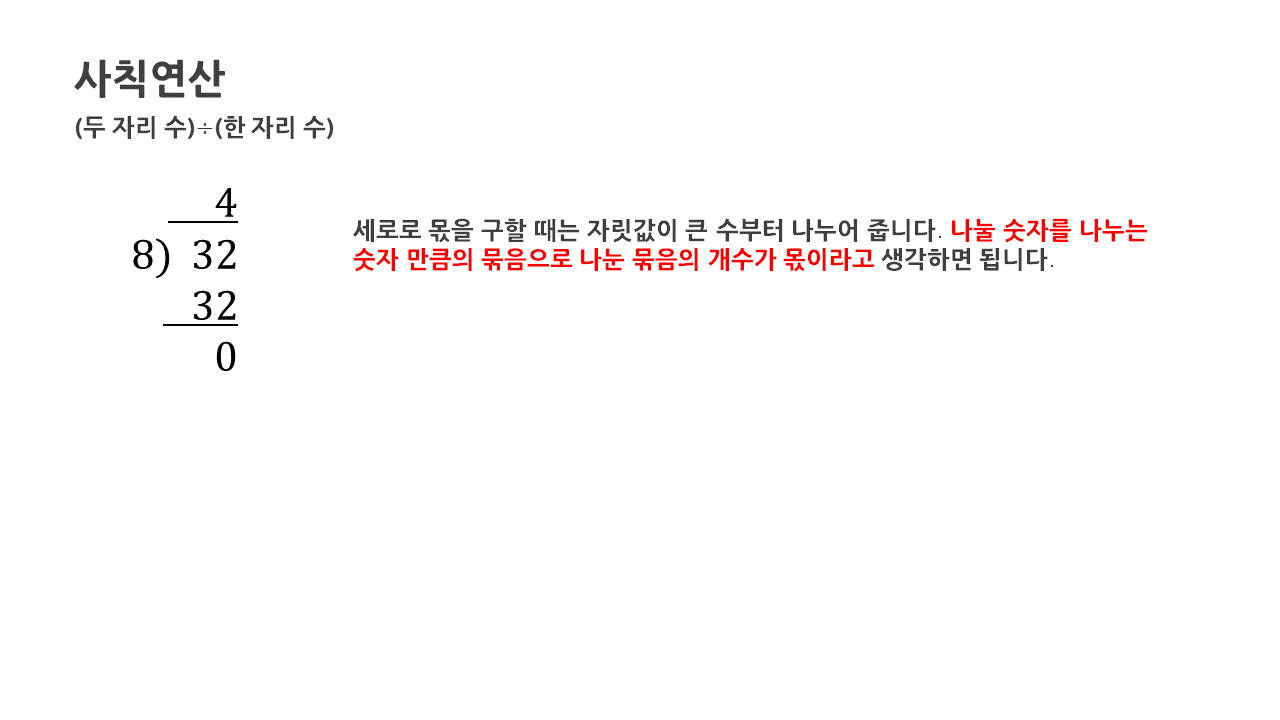 사칙연산
(두 자리 수)÷(한 자리 수)
4
8) 32
32
0
세로로 몫을 구할 때는 자릿값이 큰 수부터 나누어 줍니다. 나눌 숫자를 나누는
숫자 만큼의 묶음으로 나눈 묶음의 개수가 몫이라고 생각하면 됩니다.